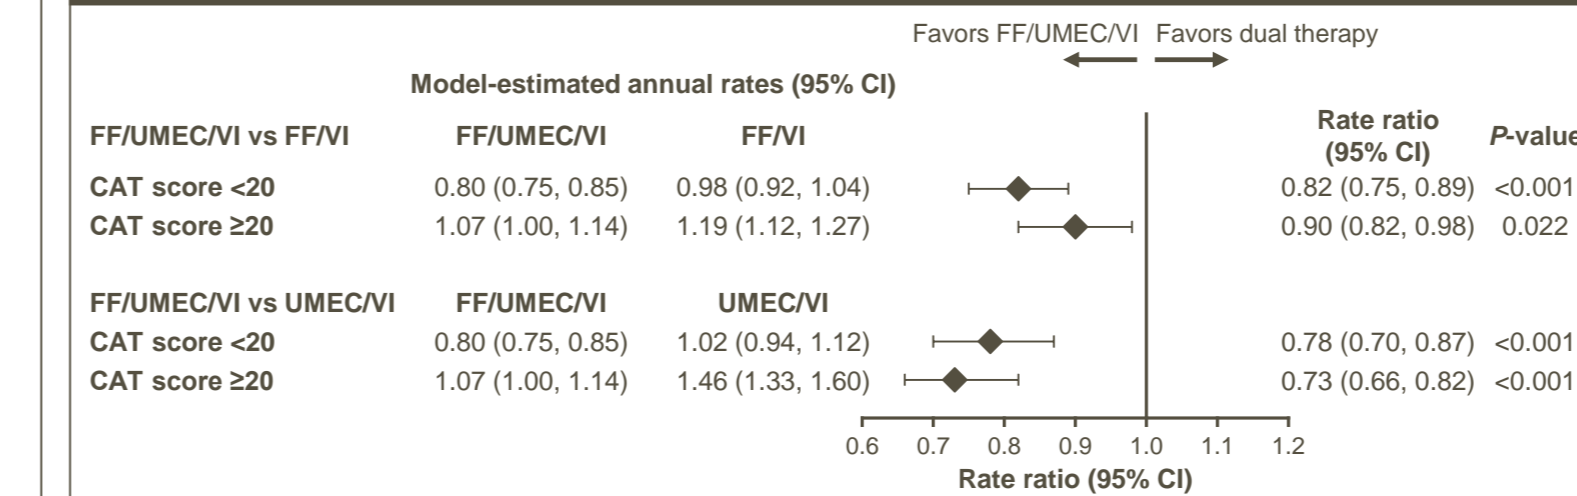 Favors FF/UMEC/VI Favors dual therapy
Model-estimated annual rates (95% CI)
FF/UMEC/VI vs FF/VI FF/UMEC/VI FF/VI Rate ratio (95% CI) P-value
CAT score <20 0.80 (0.75, 0.85) 0.98 (0.92, 1.04) 0.82 (0.75, 0.89) <0.001
CAT score ≥20 1.07 (1.00, 1.14) 1.19 (1.12, 1.27) 0.90 (0.82, 0.98) 0.022
FF/UMEC/VI vs UMEC/VI FF/UMEC/VI UMEC/VI
CAT score <20 0.80 (0.75, 0.85) 1.02 (0.94, 1.12) 0.78 (0.70, 0.87) <0.001
CAT score ≥20 1.07 (1.00, 1.14) 1.46 (1.33, 1.60) 0.73 (0.66, 0.82) <0.001
0.6 0.7 0.8 0.9 1.0 1.1 1.2
Rate ratio (95% CI)